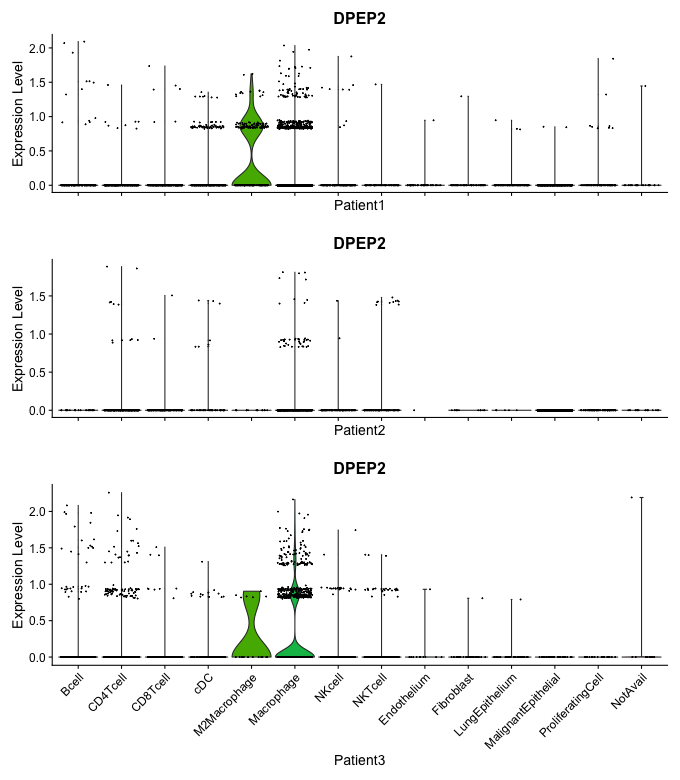 DPEP2
Expression Level
2.0
1.5
1.0
0.5
0.0
Patient1
DPEP2
Expression Level
1.5
1.0
0.5
0.0
Patient2
DPEP2
Expression Level
2.0
1.5
1.0
0.5
0.0
Bcell
CD4Tcell
CD8Tcell
cDC
M2Macrophage
Macrophage
NKcell
NKTcell
Endothelium
Fibroblast
LungEpithelium
MalignantEpithelial
ProliferatingCell
NotAvail
Patient3